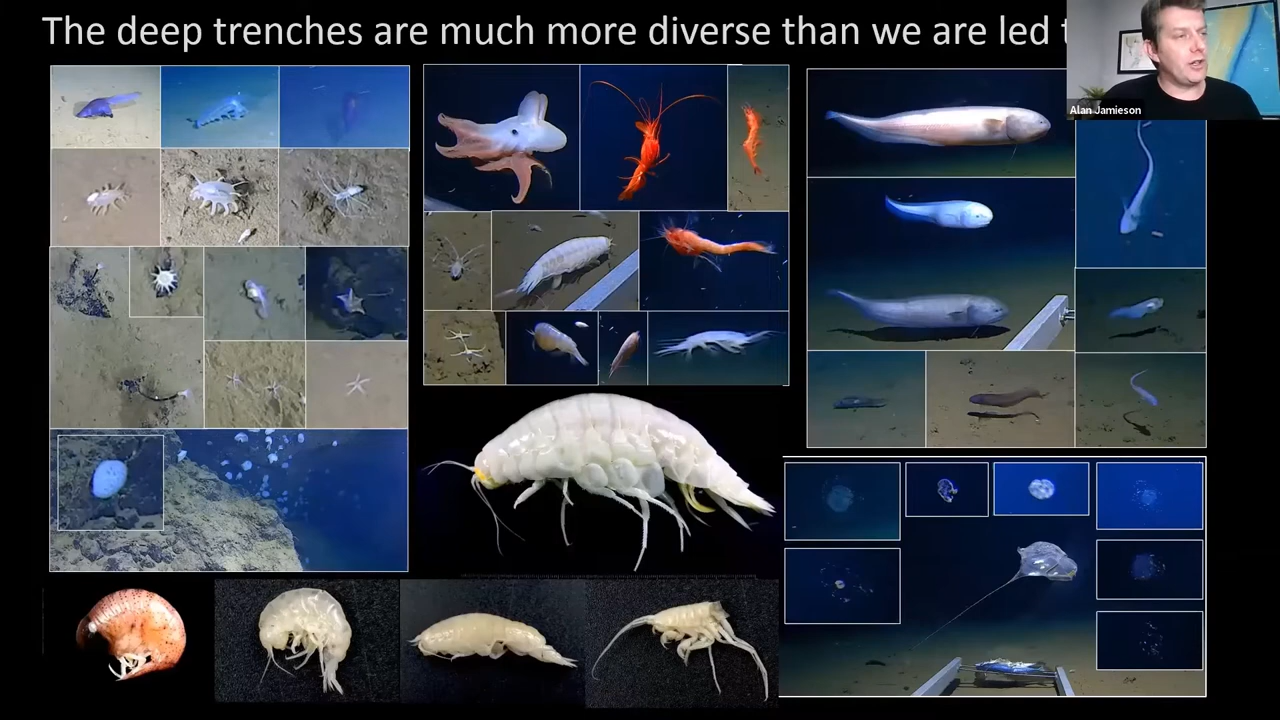 The deep trenches are much more diverse than we are led
Alan Jamieson